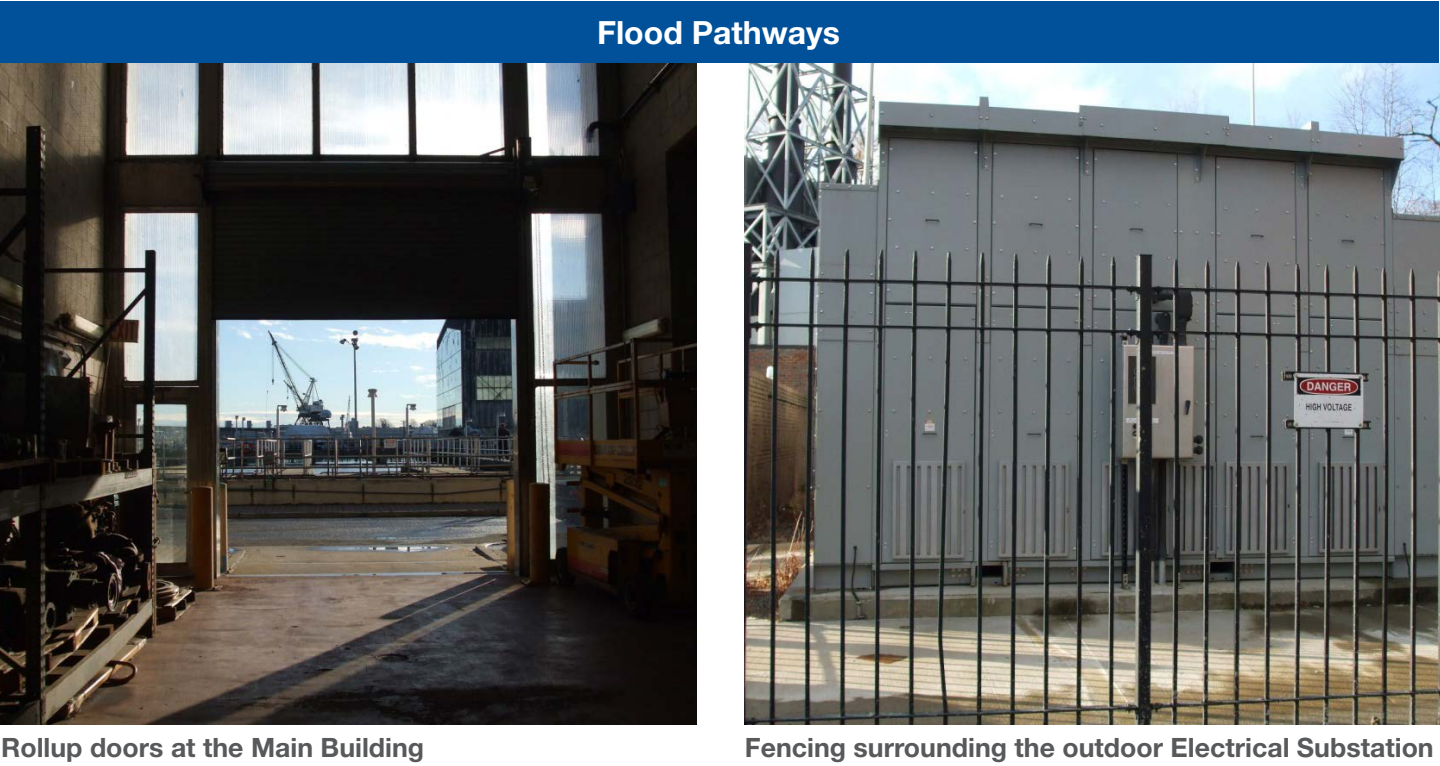 Flood Pathways
DANGER
HIGH VOLTAGE
Rollup doors at the Main Building
Fencing surrounding the outdoor Electrical Substation